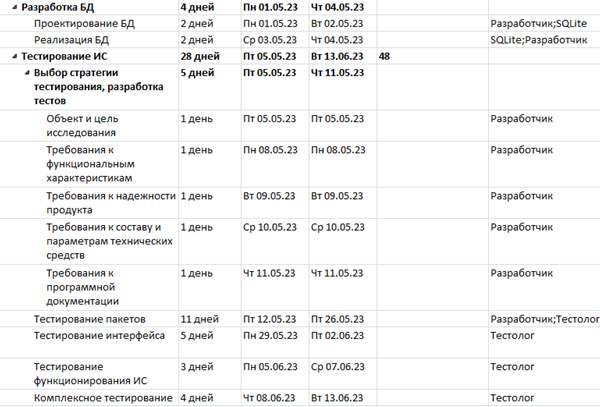 Разработка БД 4 дней Пн 01.05.23 Чт 04.05.23
Проектирование БД 2 дней Пн 01.05.23 Вт 02.05.23 Разработчик;SQLite
Реализация БД 2 дней Ср 03.05.23 Чт 04.05.23 SQLite;Разработчик
Тестирование ИС 28 дней Пт 05.05.23 Вт 13.06.23 48
Выбор стратегии 5 дней Пт 05.05.23 Чт 11.05.23
тестирования, разработка
тестов
Объект и цель 1 день Пт 05.05.23 Пт 05.05.23 Разработчик
исследования
Требования к 1 день Пн 08.05.23 Пн 08.05.23 Разработчик
функциональным
характеристикам
Требования к надежности 1 день Вт 09.05.23 Вт 09.05.23 Разработчик
продукта
Требования к составу и 1 день Ср 10.05.23 Ср 10.05.23 Разработчик
параметрам технических
средств
Требования к 1 день Чт 11.05.23 Чт 11.05.23 Разработчик
программной
документации
Тестирование пакетов 11 дней Пт 12.05.23 Пт 26.05.23 Разработчик;Тестолог
Тестирование интерфейса 5 дней Пн 29.05.23 Пт 02.06.23 Тестолог
Тестирование 3 дней Пн 05.06.23 Ср 07.06.23 Тестолог
функционирования ИС
Комплексное тестирование 4 дней Чт 08.06.23 Вт 13.06.23 Тестолог